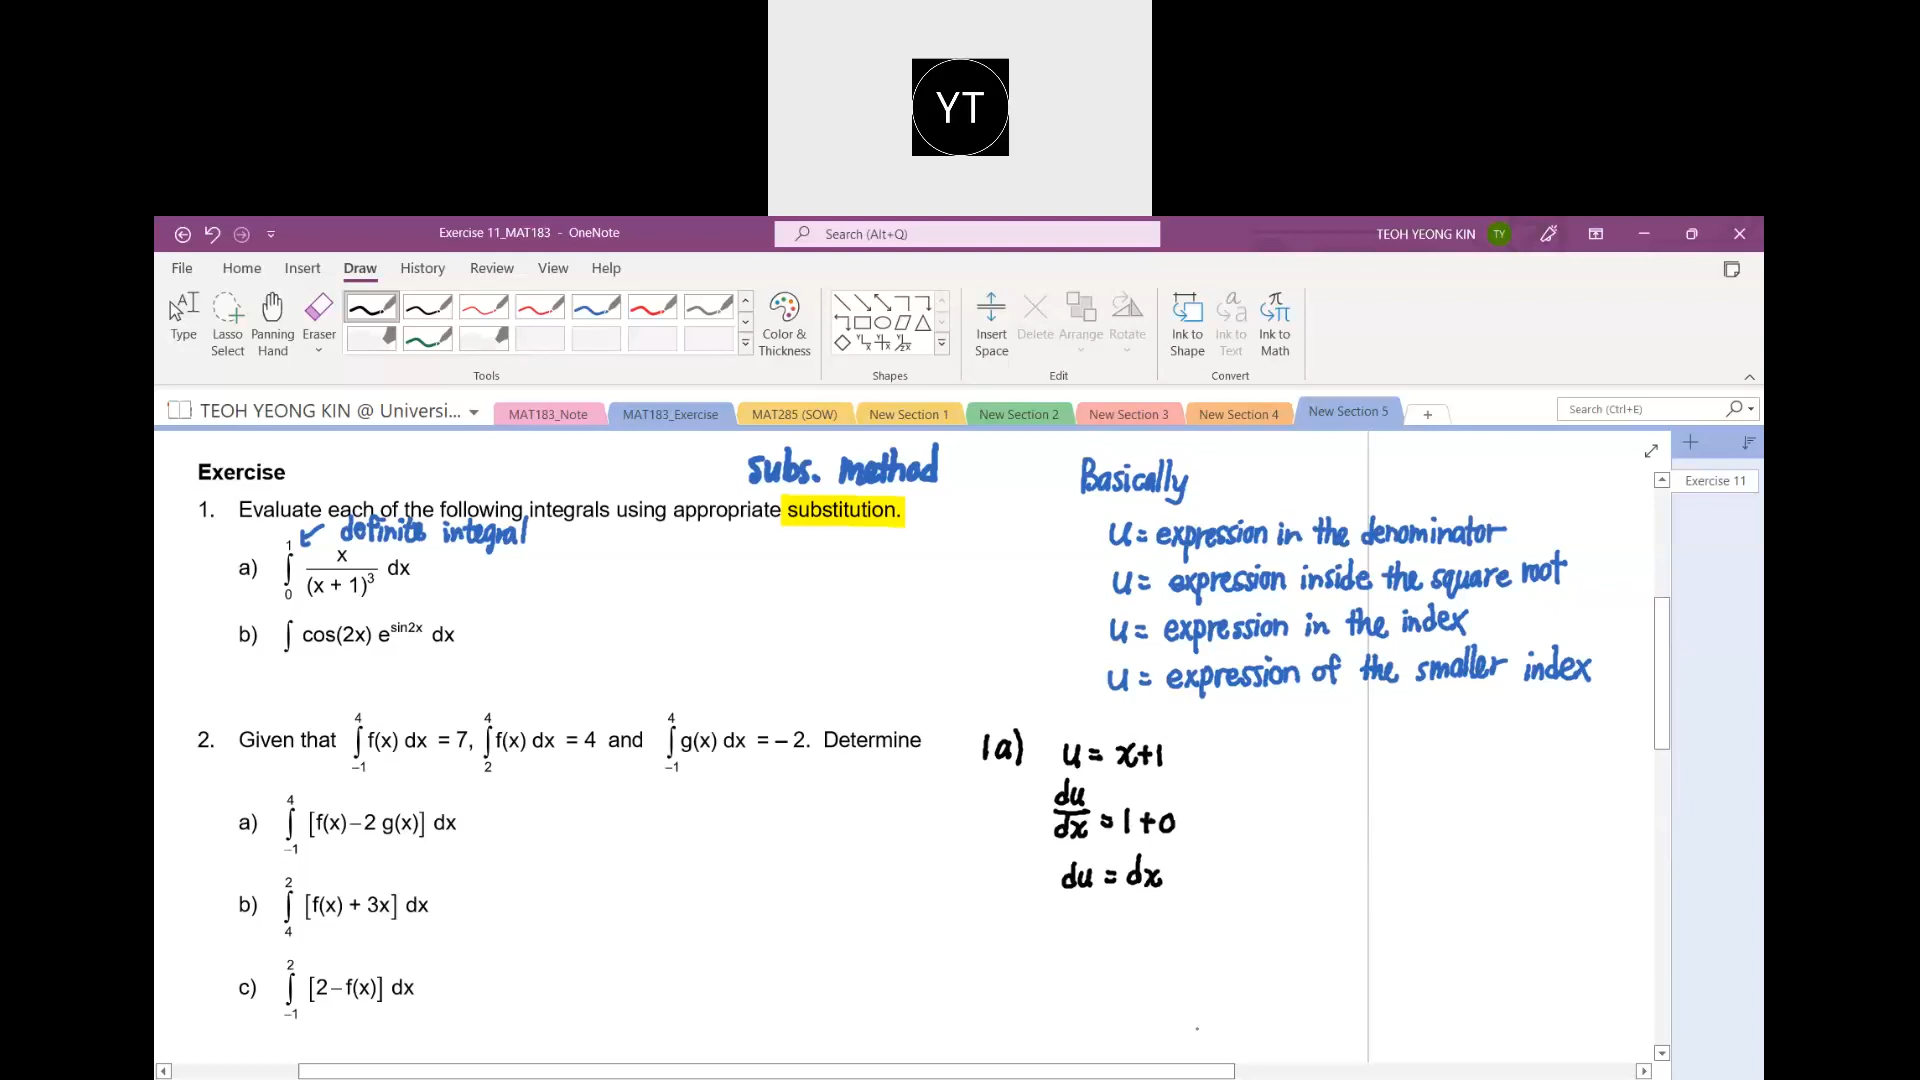 YT
Exercise 11_MAT183 - OneNote
Search (Alt+Q)
TEOH YEONG KIN
TY
File Home Insert Draw History Review View Help
Type
Lasso Select
Panning Hand
Eraser
Color & Thickness
Insert Space
Delete
Arrange
Rotate
Ink to Shape
Ink to Text
Ink to Math
Tools
Shapes
Edit
Convert
TEOH YEONG KIN @ Universi...
MAT183_Note
MAT183_Exercise
MAT285 (SOW)
New Section 1
New Section 2
New Section 3
New Section 4
New Section 5
Search (Ctrl+E)
Exercise 11
Exercise
subs. method
1. Evaluate each of the following integrals using appropriate substitution.
definite integral
a) ∫₀¹ x/(x + 1)³ dx
b) ∫ cos(2x) e^sin2x dx
2. Given that ∫₋₁⁴ f(x) dx = 7, ∫₂⁴ f(x) dx = 4 and ∫₋₁⁴ g(x) dx = – 2. Determine
a) ∫₋₁⁴ [f(x) – 2 g(x)] dx
b) ∫₄² [f(x) + 3x] dx
c) ∫₋₁² [2 – f(x)] dx
Basically
u = expression in the denominator
u = expression inside the square root
u = expression in the index
u = expression of the smaller index
1a) u = x+1
du/dx = 1+0
du = dx